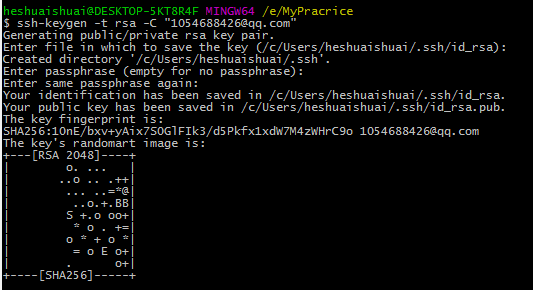 heshuaishuai@DESKTOP-5KT8R4F MINGW64 /e/MyPracrice
$ ssh-keygen -t rsa -C "1054688426@qq.com"
Generating public/private rsa key pair.
Enter file in which to save the key (/c/Users/heshuaishuai/.ssh/id_rsa):
Created directory '/c/Users/heshuaishuai/.ssh'.
Enter passphrase (empty for no passphrase):
Enter same passphrase again:
Your identification has been saved in /c/Users/heshuaishuai/.ssh/id_rsa.
Your public key has been saved in /c/Users/heshuaishuai/.ssh/id_rsa.pub.
The key fingerprint is:
SHA256:1OnE/bxv+yAix7SOGlFIk3/d5Pkfx1xdW7M4zWHrC9o 1054688426@qq.com
The key's randomart image is:
+---[RSA 2048]----+
|        o. ...   |
|       ..o .. .++|
|        ... ..=*@|
|         ..o.+.BB|
|        S +.o oo+|
|         * o . +=|
|        o * + o *|
|         = o E o+|
|        .      o+|
+----[SHA256]-----+